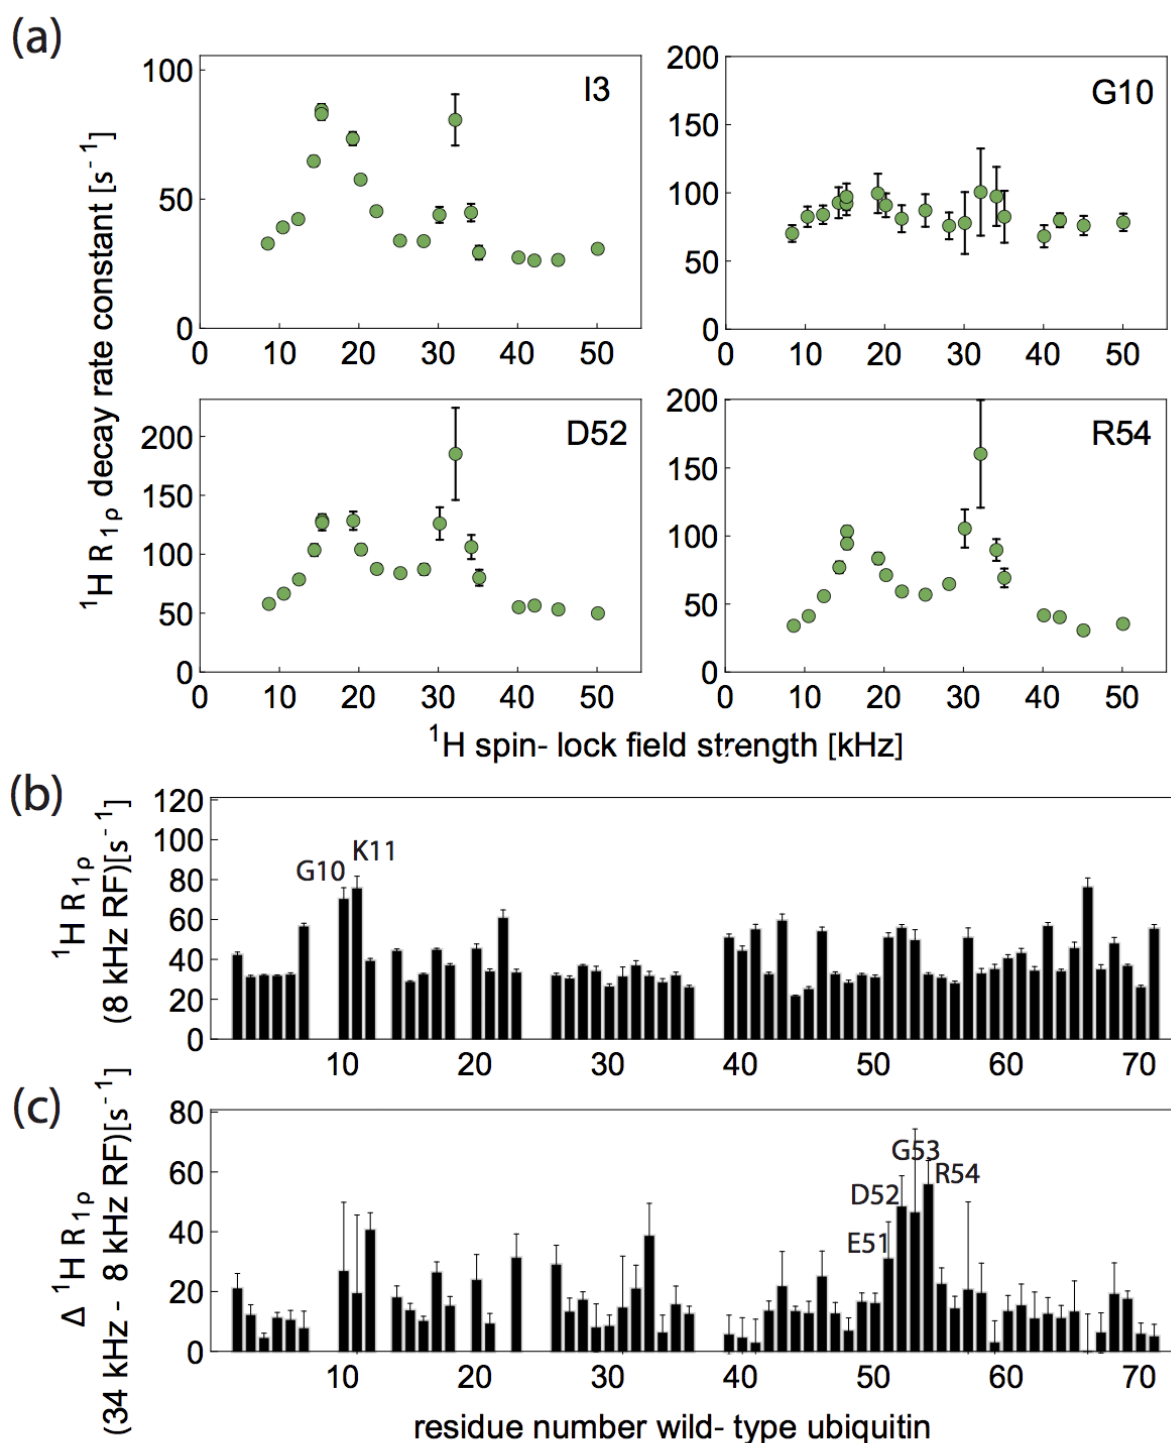 (a)
¹H R₁ρ decay rate constant [s⁻¹]
I3
100
50
0
0 10 20 30 40 50
G10
200
150
100
50
0
0 10 20 30 40 50
D52
200
150
100
50
0
0 10 20 30 40 50
R54
200
150
100
50
0
0 10 20 30 40 50
¹H spin- lock field strength [kHz]
(b)
¹H R₁ρ
(8 kHz RF)[s⁻¹]
120
100
80
60
40
20
0
G10
K11
10 20 30 40 50 60 70
(c)
Δ ¹H R₁ρ
(34 kHz - 8 kHz RF)[s⁻¹]
80
60
40
20
0
G53
R54
D52
E51
10 20 30 40 50 60 70
residue number wild- type ubiquitin